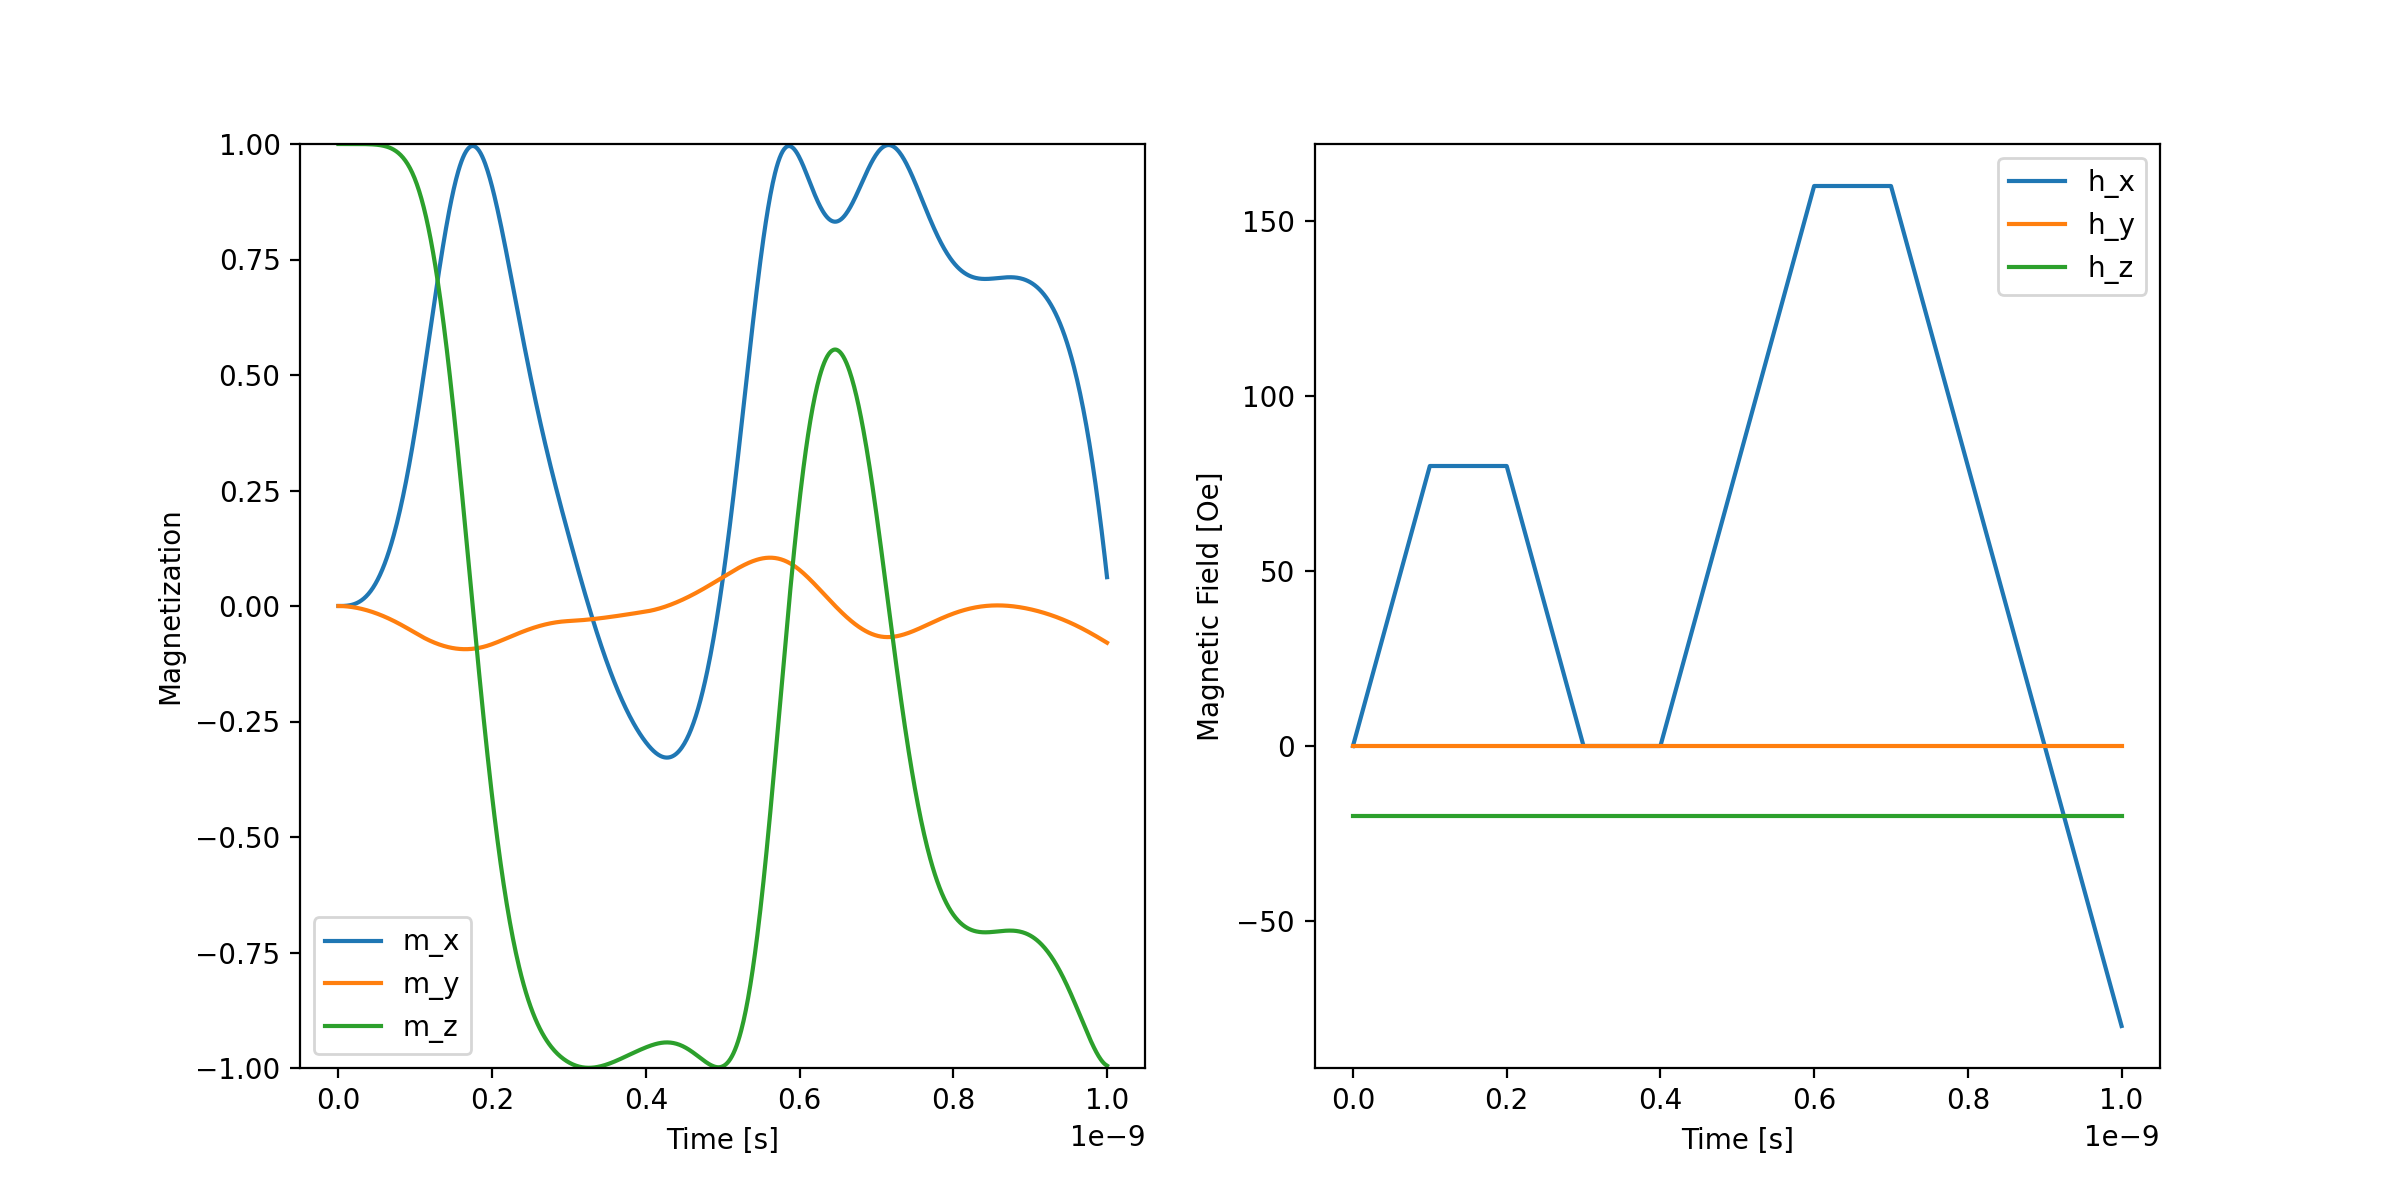 1.00
0.75
0.50
0.25
0.00
−0.25
−0.50
−0.75
−1.00
Magnetization
m_x
m_y
m_z
0.0 0.2 0.4 0.6 0.8 1.0
Time [s]
1e−9
150
100
50
0
−50
Magnetic Field [Oe]
h_x
h_y
h_z
0.0 0.2 0.4 0.6 0.8 1.0
Time [s]
1e−9